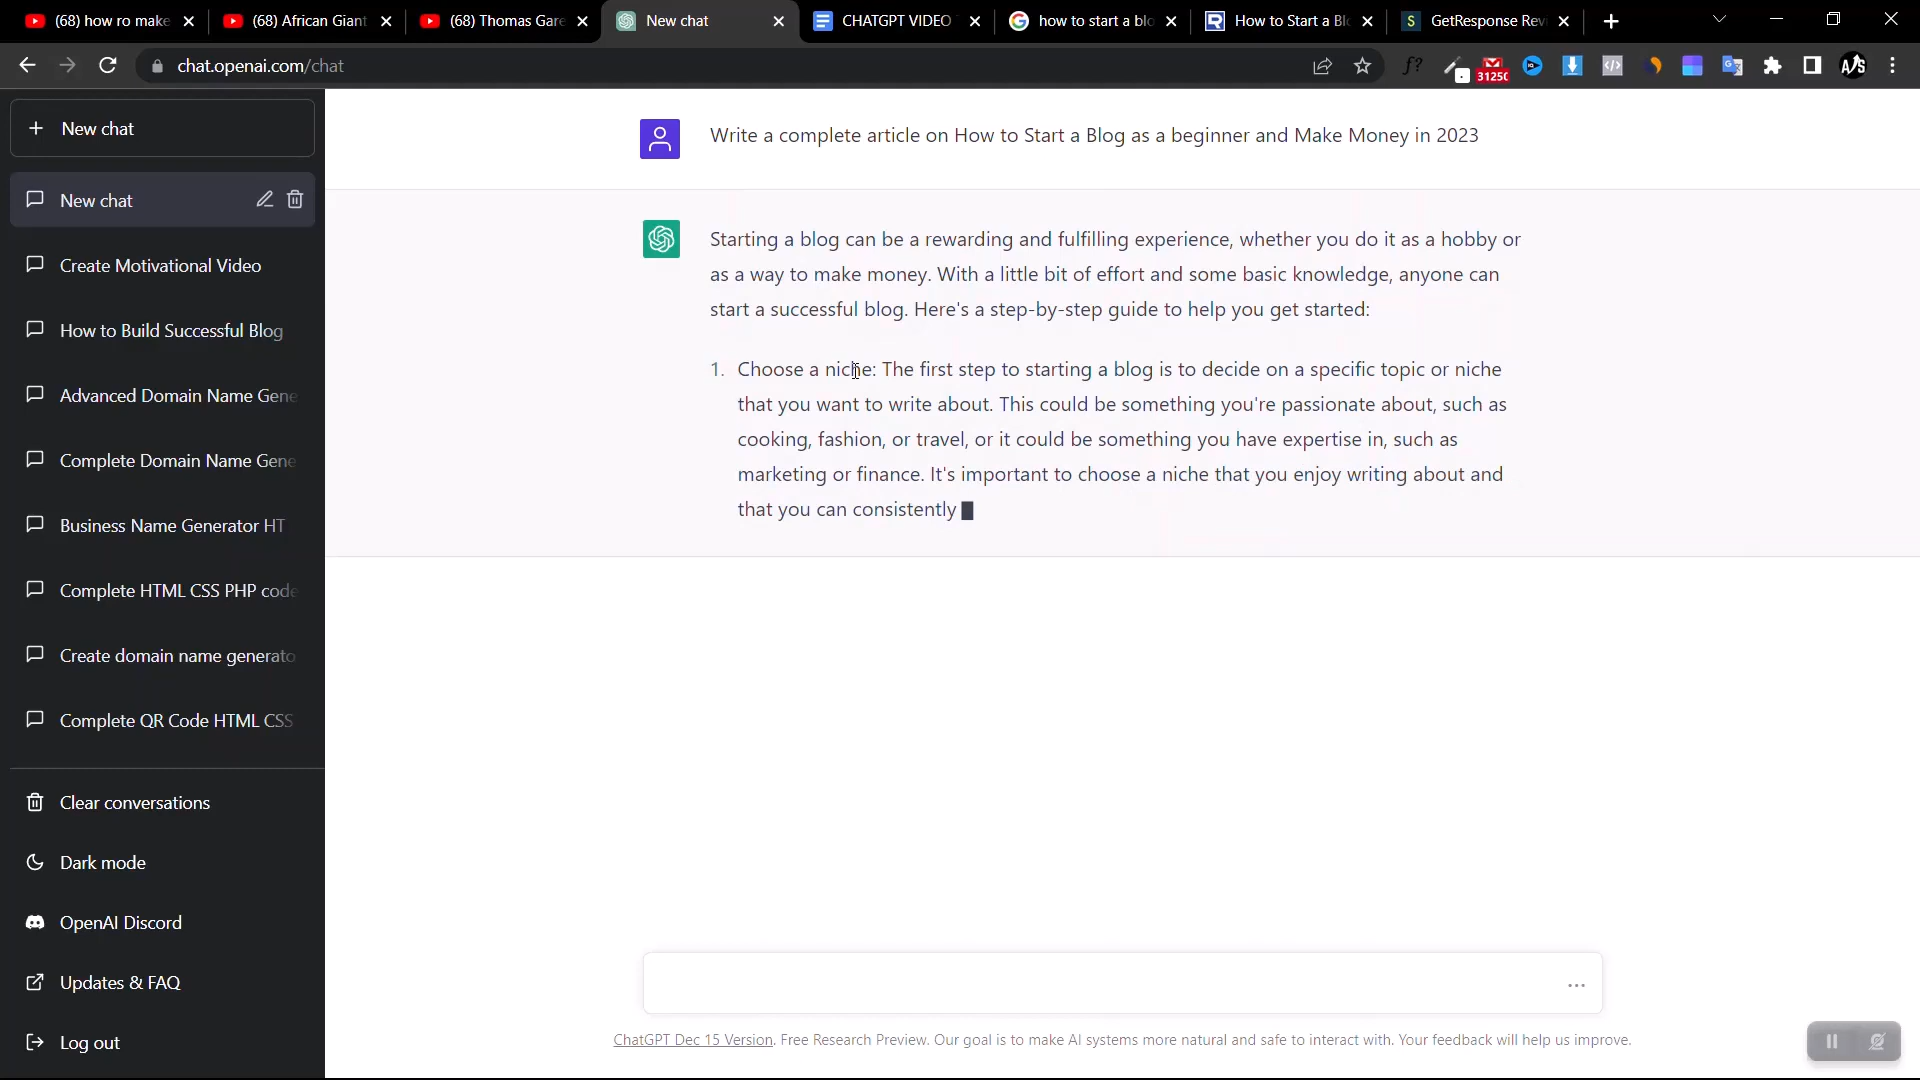 (68) how ro make
(68) African Giant
(68) Thomas Gare
New chat
CHATGPT VIDEO
how to start a blo
How to Start a Blo
GetResponse Rev
chat.openai.com/chat
f?
3125C
New chat
New chat
Create Motivational Video
How to Build Successful Blog
Advanced Domain Name Gene
Complete Domain Name Gene
Business Name Generator HT
Complete HTML CSS PHP code
Create domain name generato
Complete QR Code HTML CSS
Clear conversations
Dark mode
OpenAI Discord
Updates & FAQ
Log out
Write a complete article on How to Start a Blog as a beginner and Make Money in 2023
Starting a blog can be a rewarding and fulfilling experience, whether you do it as a hobby or
as a way to make money. With a little bit of effort and some basic knowledge, anyone can
start a successful blog. Here's a step-by-step guide to help you get started:
1. Choose a niche: The first step to starting a blog is to decide on a specific topic or niche
that you want to write about. This could be something you're passionate about, such as
cooking, fashion, or travel, or it could be something you have expertise in, such as
marketing or finance. It's important to choose a niche that you enjoy writing about and
that you can consistently
ChatGPT Dec 15 Version. Free Research Preview. Our goal is to make AI systems more natural and safe to interact with. Your feedback will help us improve.